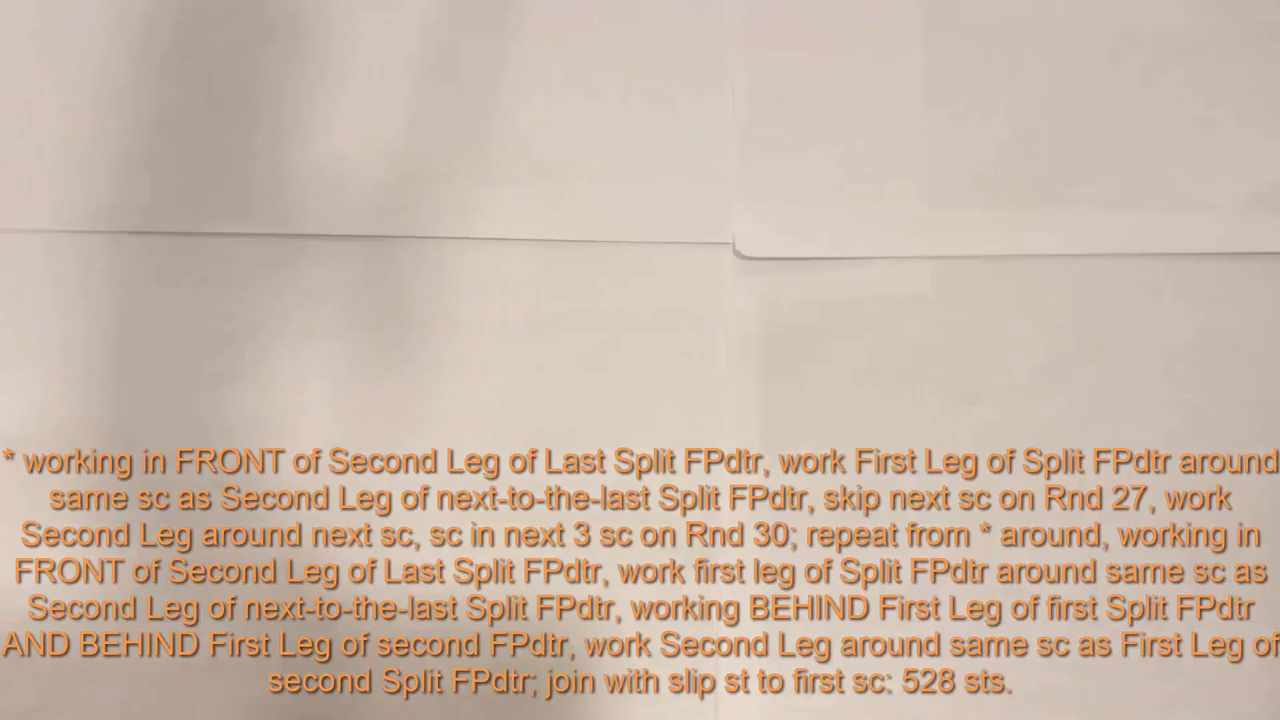 * working in FRONT of Second Leg of Last Split FPdtr, work First Leg of Split FPdtr around
same sc as Second Leg of next-to-the-last Split FPdtr, skip next sc on Rnd 27, work
Second Leg around next sc, sc in next 3 sc on Rnd 30; repeat from * around, working in
FRONT of Second Leg of Last Split FPdtr, work first leg of Split FPdtr around same sc as
Second Leg of next-to-the-last Split FPdtr, working BEHIND First Leg of first Split FPdtr
AND BEHIND First Leg of second FPdtr, work Second Leg around same sc as First Leg of
second Split FPdtr; join with slip st to first sc: 528 sts.